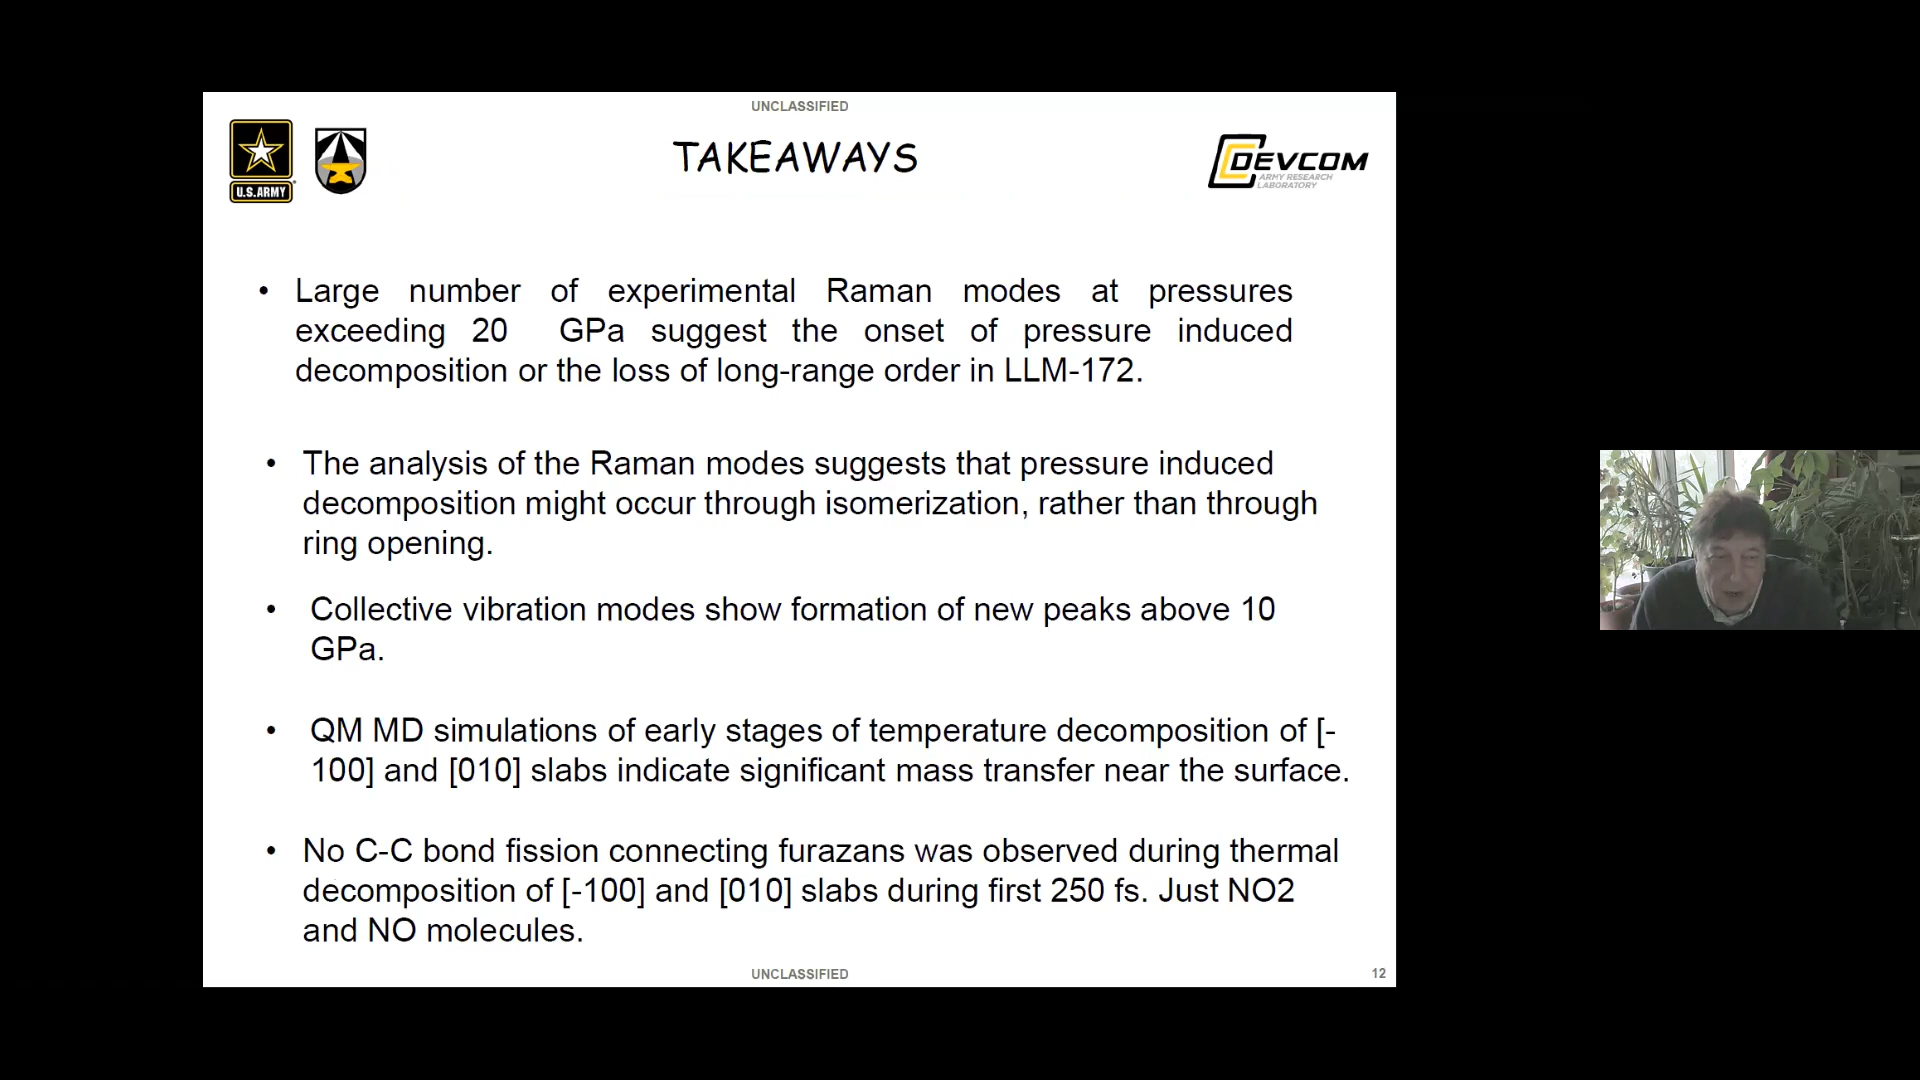 UNCLASSIFIED
TAKEAWAYS
U.S.ARMY
DEVCOM
ARMY RESEARCH
LABORATORY
• Large number of experimental Raman modes at pressures
exceeding 20 GPa suggest the onset of pressure induced
decomposition or the loss of long-range order in LLM-172.
• The analysis of the Raman modes suggests that pressure induced
decomposition might occur through isomerization, rather than through
ring opening.
• Collective vibration modes show formation of new peaks above 10
GPa.
• QM MD simulations of early stages of temperature decomposition of [-
100] and [010] slabs indicate significant mass transfer near the surface.
• No C-C bond fission connecting furazans was observed during thermal
decomposition of [-100] and [010] slabs during first 250 fs. Just NO2
and NO molecules.
UNCLASSIFIED
12